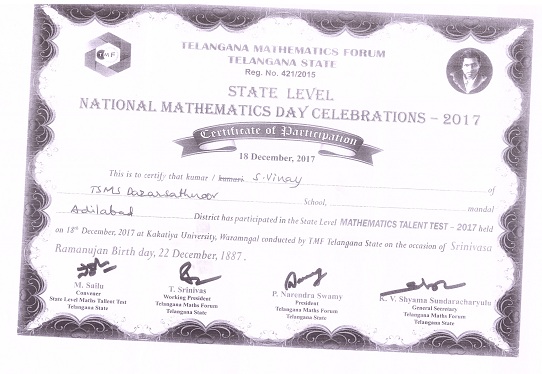 TMF
TELANGANA MATHEMATICS FORUM
TELANGANA STATE
Reg. No. 421/2015
STATE LEVEL
NATIONAL MATHEMATICS DAY CELEBRATIONS – 2017
Certificate of Participation
18 December, 2017
This is to certify that kumar / kumari S. Vinay of
TSMS School, mandal
Adilabad District has participated in the State Level MATHEMATICS TALENT TEST – 2017 held
on 18th December, 2017 at Kakatiya University, Waramngal conducted by TMF Telangana State on the occasion of Srinivasa
Ramanujan Birth day, 22 December, 1887.
M. Sailu
Convener
State Level Maths Tallent Test
Telangana State
T. Srinivas
Working President
Telangana Maths Forum
Telangana State
P. Narendra Swamy
President
Telangana Maths Forum
Telangana State
K. V. Shyama Sundaracharyulu
General Secretary
Telangana Maths Forum
Telangana State